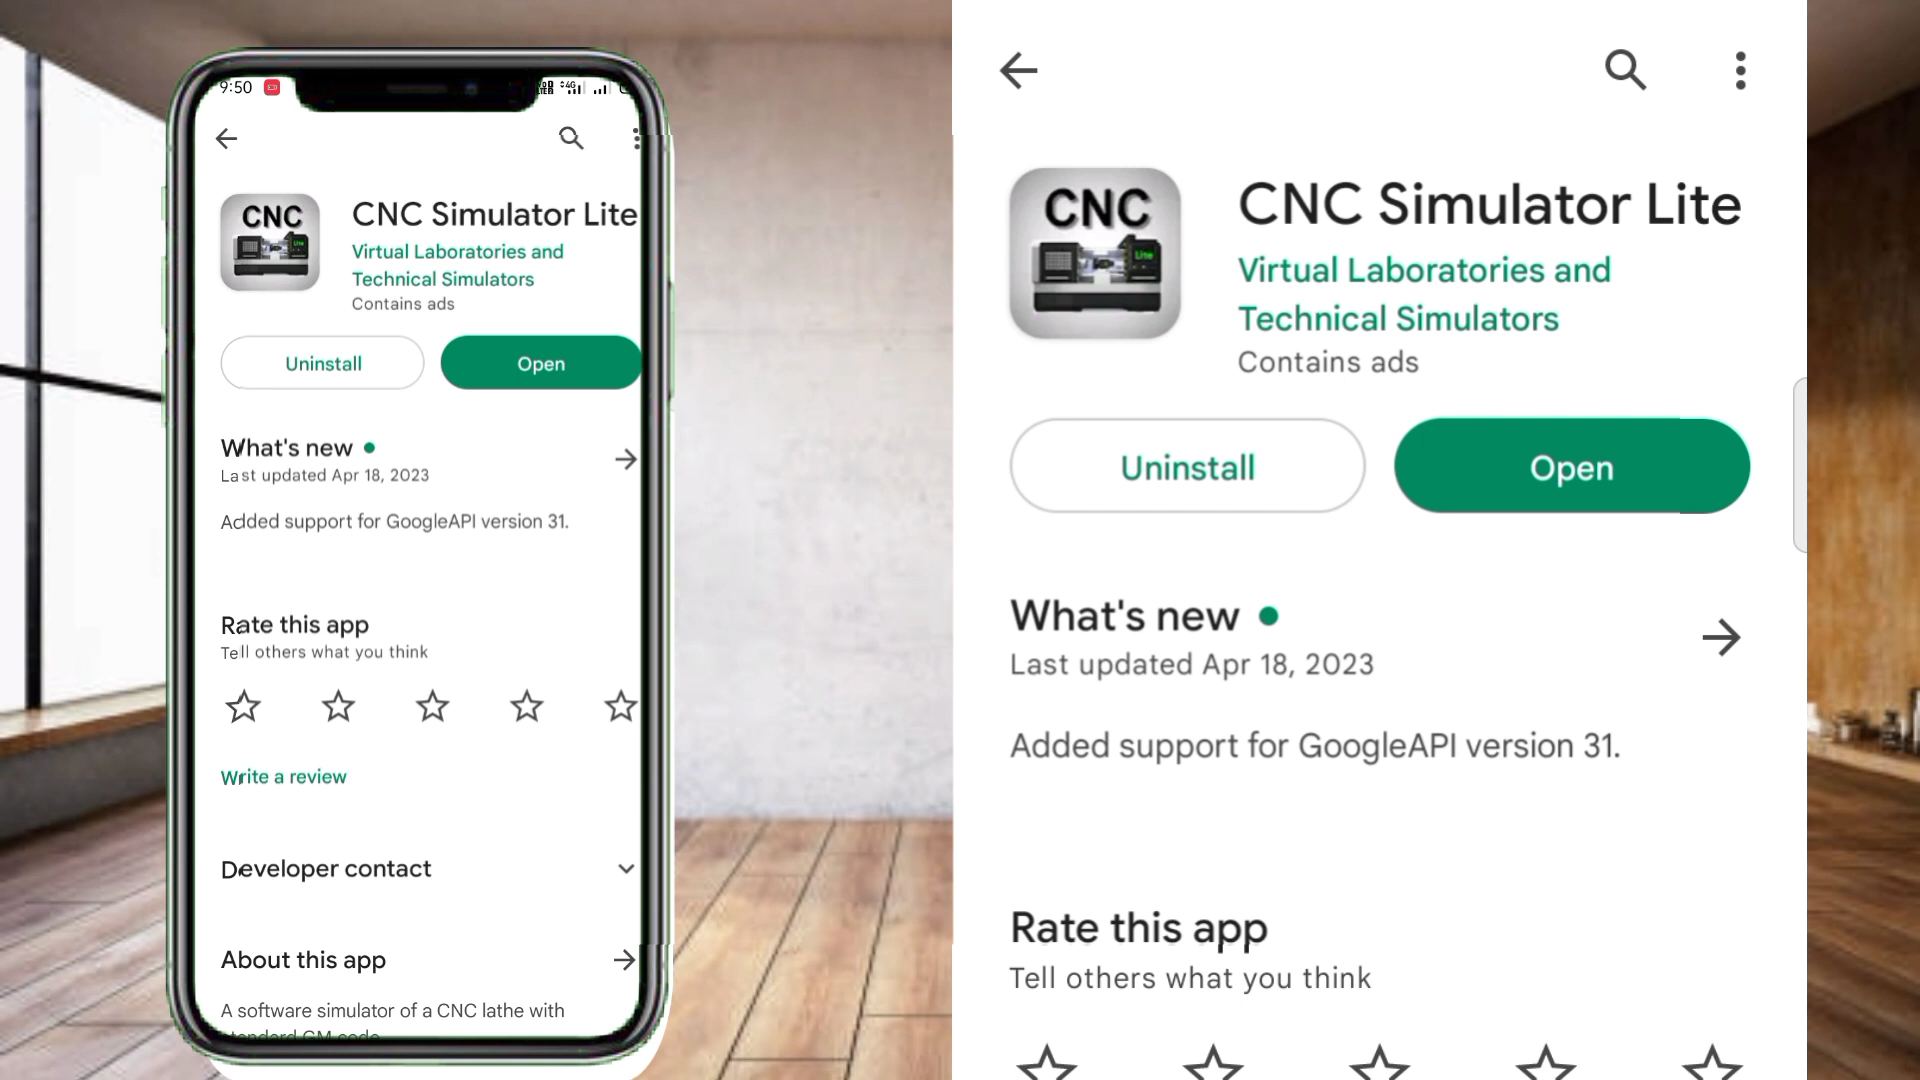 9:50
CNC
Lite
CNC Simulator Lite
Virtual Laboratories and
Technical Simulators
Contains ads
Uninstall
Open
What's new
Last updated Apr 18, 2023
Added support for GoogleAPI version 31.
Rate this app
Tell others what you think
Write a review
Developer contact
About this app
A software simulator of a CNC lathe with
standard GM code
CNC
Lite
CNC Simulator Lite
Virtual Laboratories and
Technical Simulators
Contains ads
Uninstall
Open
What's new
Last updated Apr 18, 2023
Added support for GoogleAPI version 31.
Rate this app
Tell others what you think